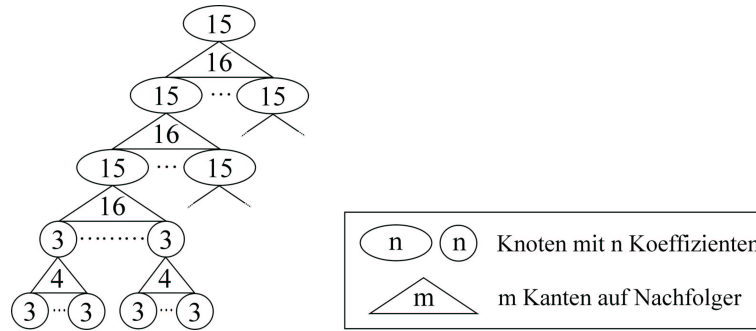 15
16
15 ... 15
16
15 ... 15
16
3 ......... 3
4 4
3 ... 3 3 ... 3
n n Knoten mit n Koeffizienten
m m Kanten auf Nachfolger